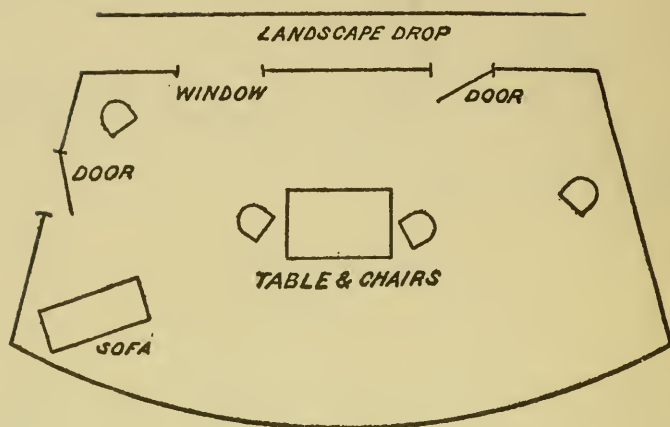 LANDSCAPE DROP
WINDOW
DOOR
DOOR
TABLE & CHAIRS
SOFA